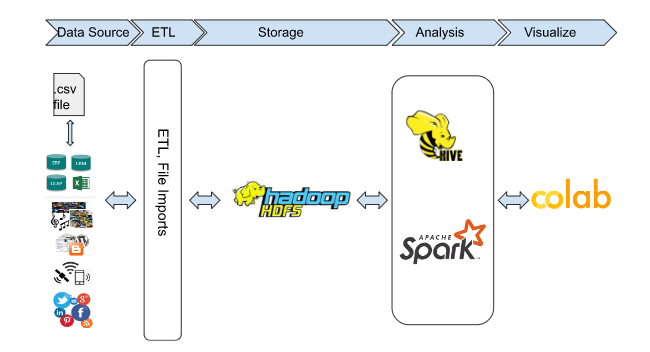 Data Source
ETL
Storage
Analysis
Visualize
.csv
file
ERP
CRM
OLAP
ETL, File Imports
hadoop
HDFS
HIVE
APACHE
Spark
colab